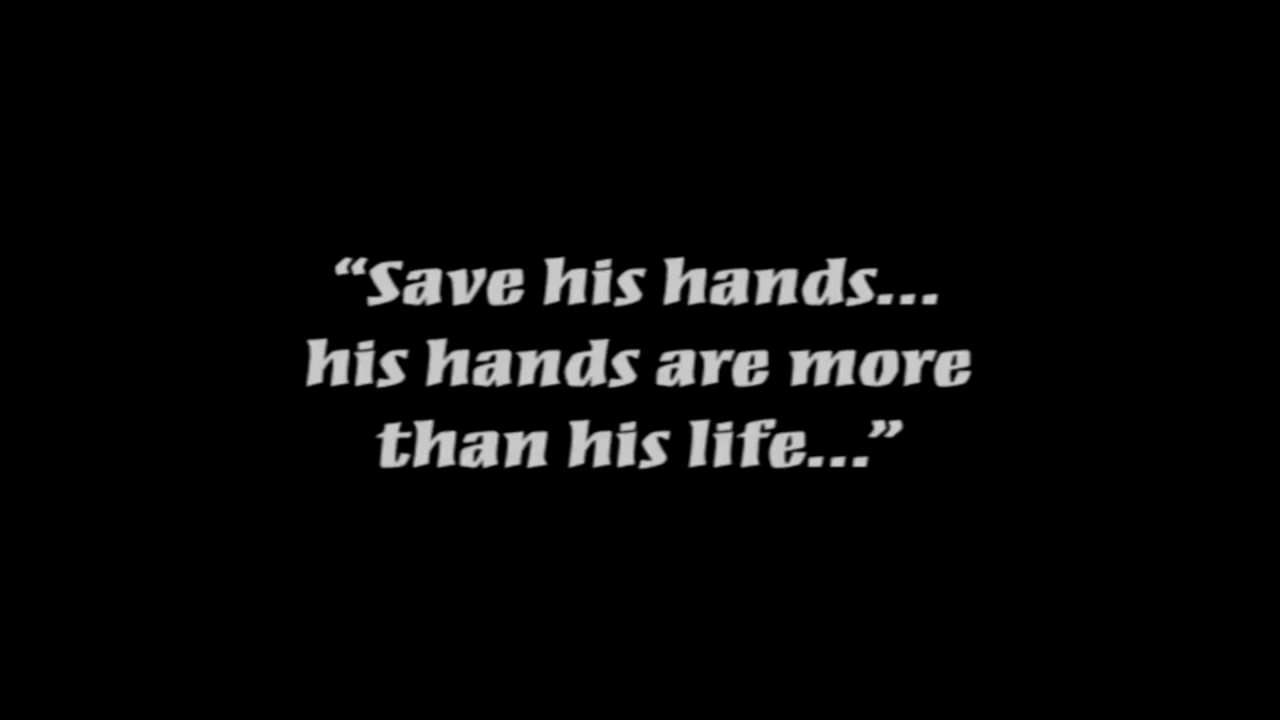 “Save his hands...
his hands are more
than his life...”